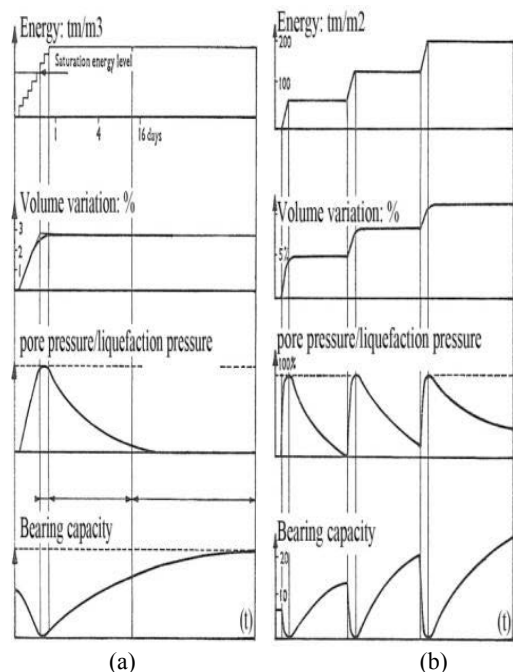 Energy: tm/m3
Saturation energy level
1 4 16 days
Volume variation: %
3
2
1
pore pressure/liquefaction pressure
Bearing capacity
(t)
(a)
Energy: tm/m2
200
100
Volume variation: %
5%
pore pressure/liquefaction pressure
100%
Bearing capacity
20
10
(t)
(b)